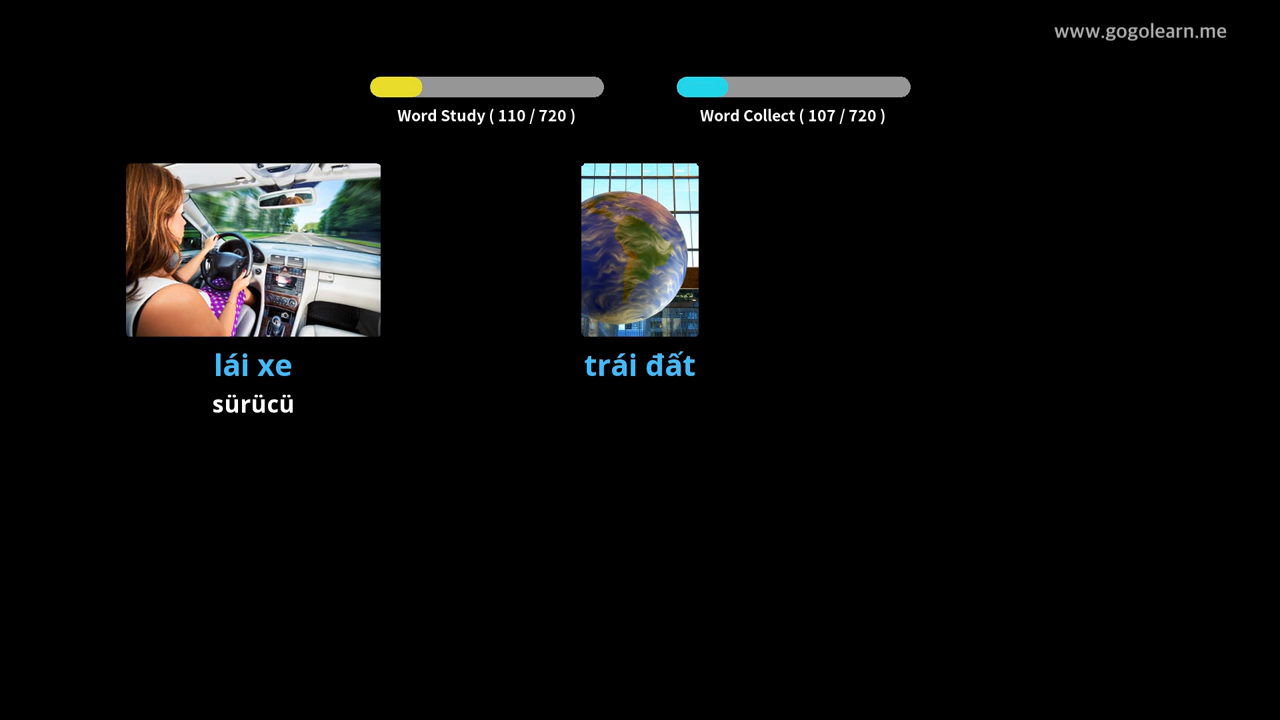 www.gogolearn.me
Word Study ( 110 / 720 )
Word Collect ( 107 / 720 )
lái xe
sürücü
trái đất